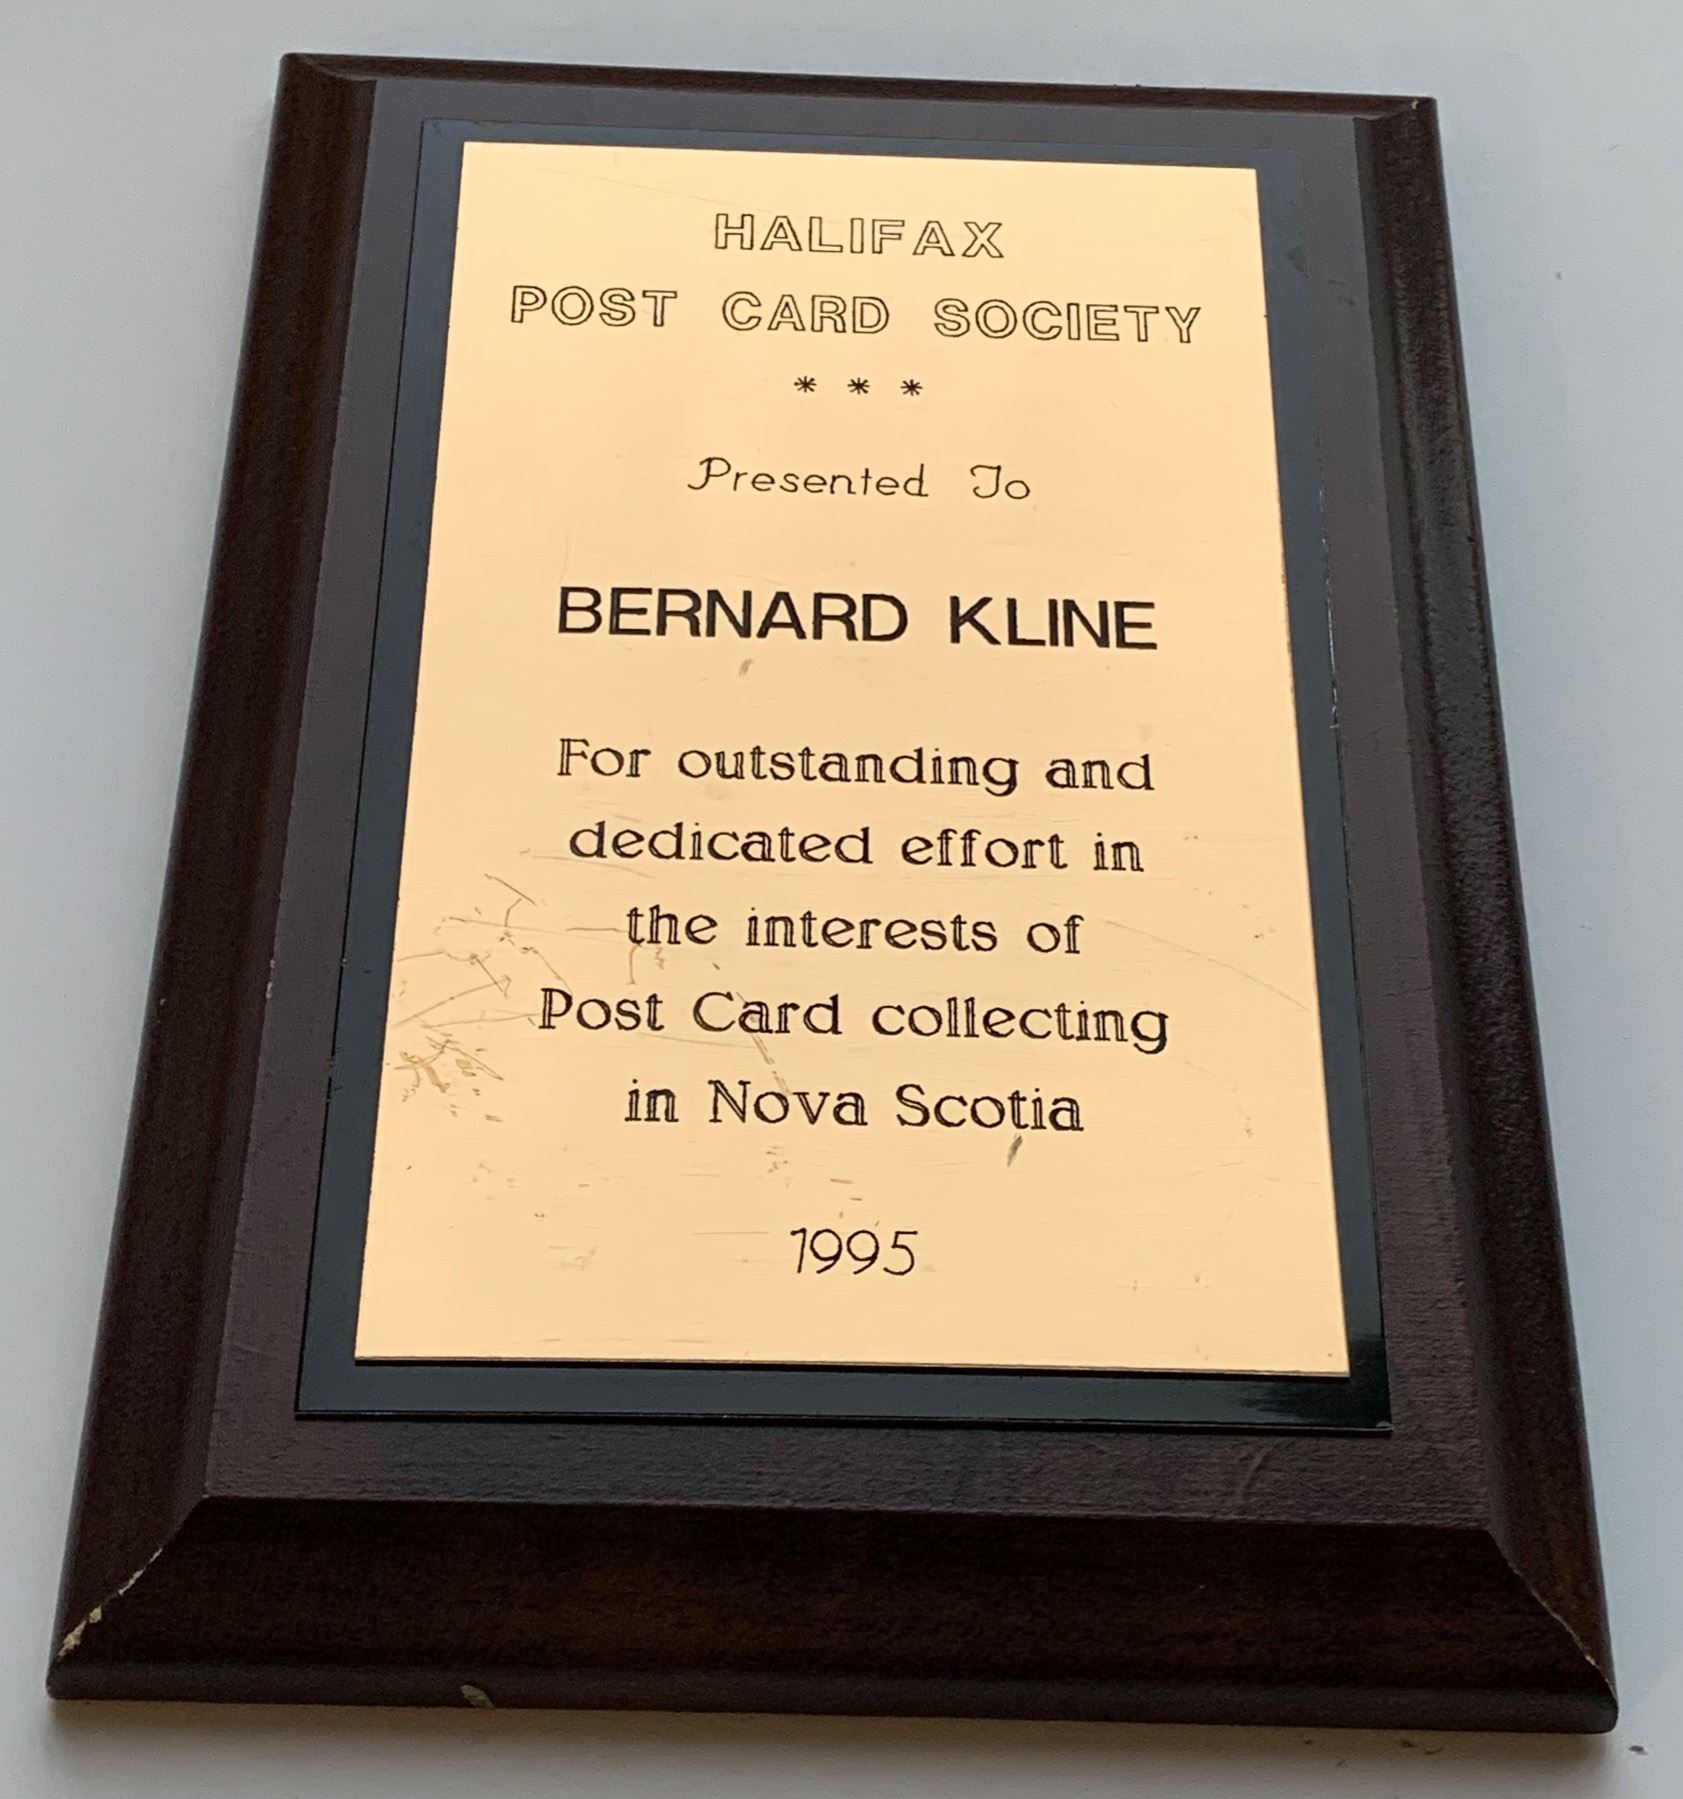 HALIFAX
POST CARD SOCIETY
* * *
Presented To
BERNARD KLINE
For outstanding and
dedicated effort in
the interests of
Post Card collecting
in Nova Scotia
1995